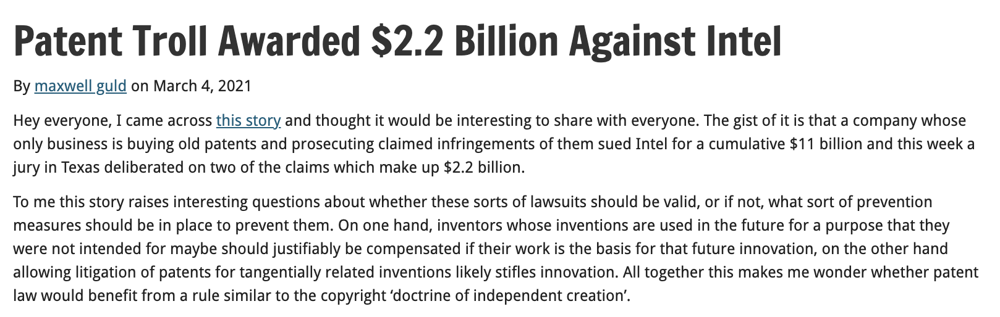 Patent Troll Awarded $2.2 Billion Against Intel
By maxwell guld on March 4, 2021
Hey everyone, I came across this story and thought it would be interesting to share with everyone. The gist of it is that a company whose
only business is buying old patents and prosecuting claimed infringements of them sued Intel for a cumulative $11 billion and this week a
jury in Texas deliberated on two of the claims which make up $2.2 billion.
To me this story raises interesting questions about whether these sorts of lawsuits should be valid, or if not, what sort of prevention
measures should be in place to prevent them. On one hand, inventors whose inventions are used in the future for a purpose that they
were not intended for maybe should justifiably be compensated if their work is the basis for that future innovation, on the other hand
allowing litigation of patents for tangentially related inventions likely stifles innovation. All together this makes me wonder whether patent
law would benefit from a rule similar to the copyright ‘doctrine of independent creation’.